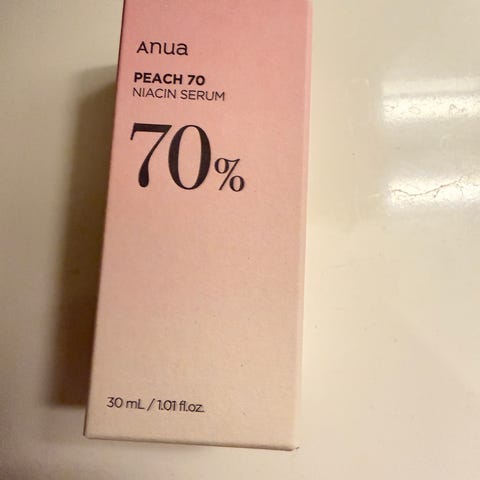 Anua
PEACH 70
NIACIN SERUM
70%
30 mL / 1.01 fl.oz.